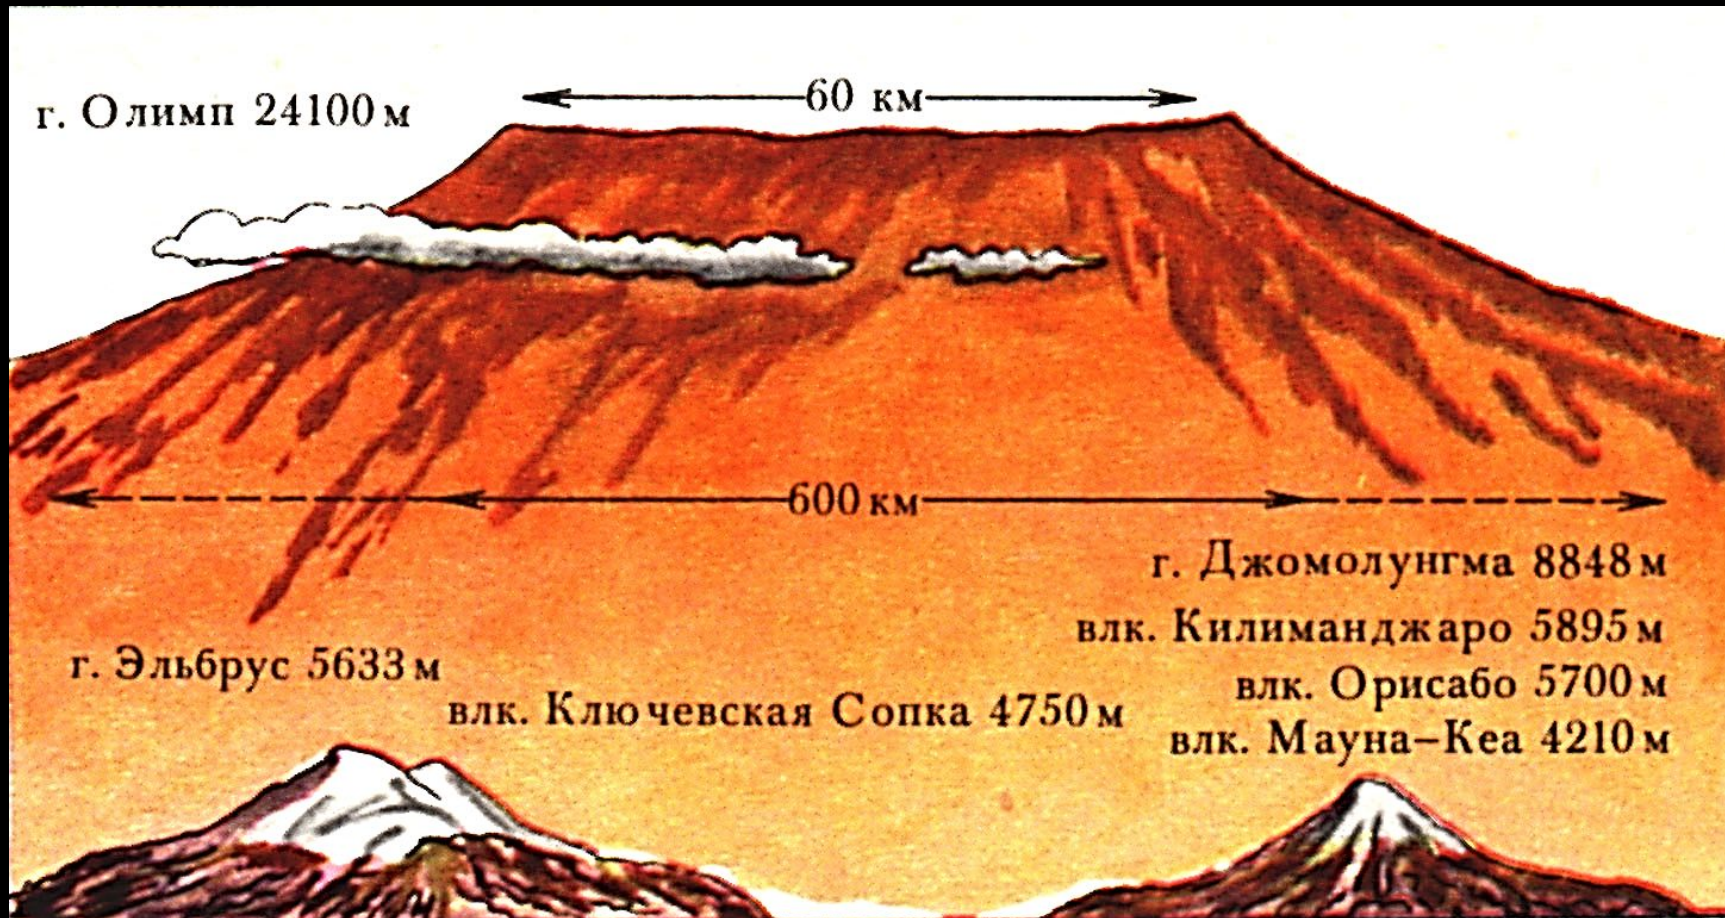 60 км
г. Олимп 24100 м
600 км
г. Джомолунгма 8848 м
влк. Килиманджаро 5895 м
г. Эльбрус 5633 м
влк. Орисабо 5700 м
влк. Ключевская Сопка 4750 м
влк. Мауна-Кеа 4210 м